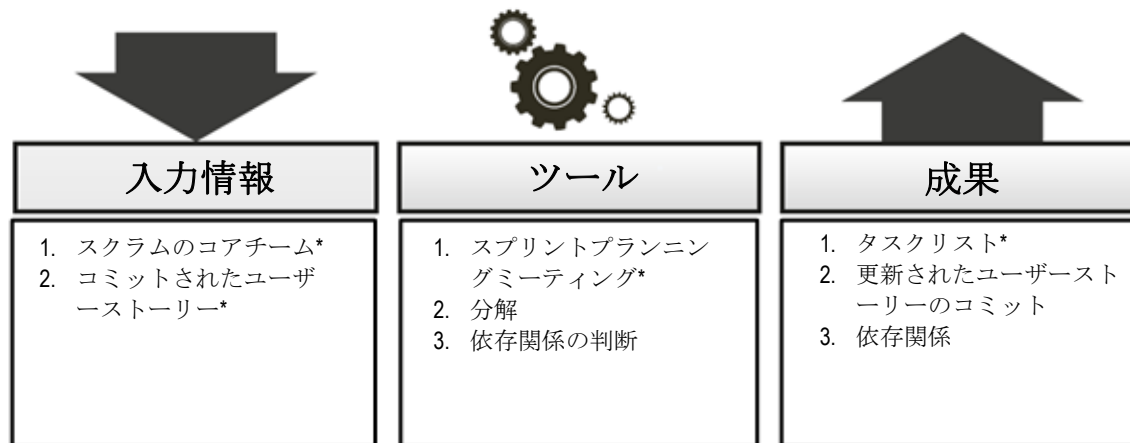 入力情報
1. スクラムのコアチーム*
2. コミットされたユーザ
ーストーリー*
ツール
1. スプリントプランニン
グミーティング*
2. 分解
3. 依存関係の判断
成果
1. タスクリスト*
2. 更新されたユーザースト
ーリーのコミット
3. 依存関係